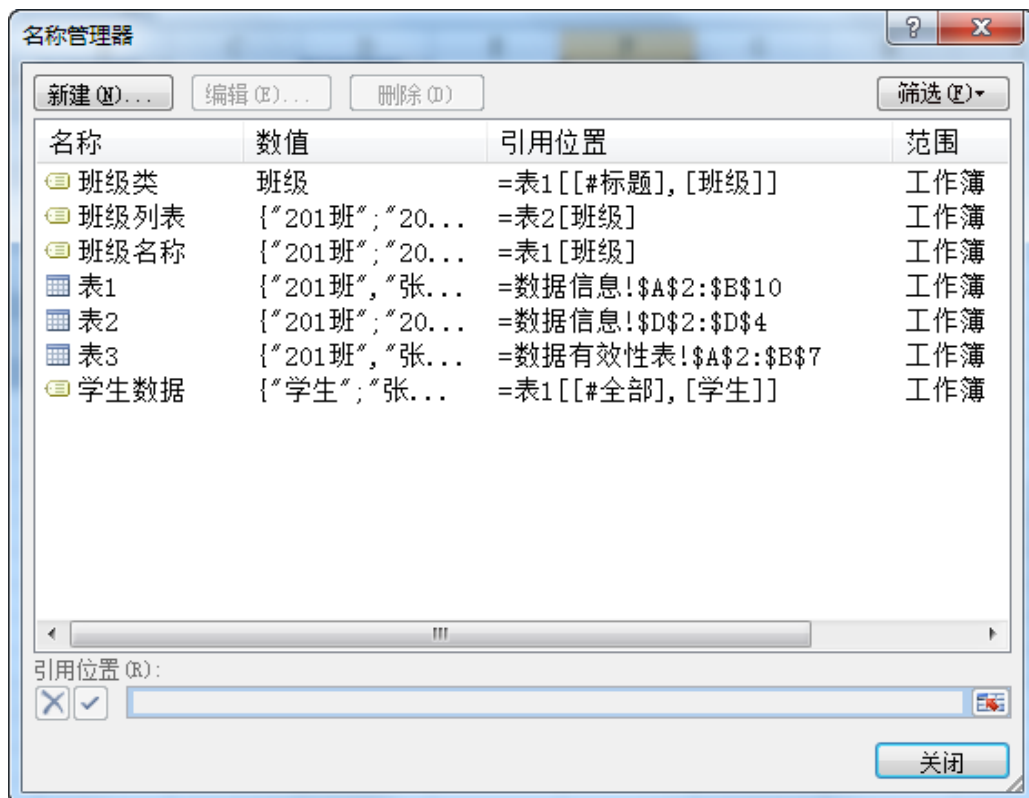 名称管理器
新建(N)... 编辑(E)... 删除(D) 筛选(F)
名称 数值 引用位置 范围
班级类 班级 =表1[[#标题],[班级]] 工作簿
班级列表 {"201班";"20... =表2[班级] 工作簿
班级名称 {"201班";"20... =表1[班级] 工作簿
表1 {"201班","张... =数据信息!$A$2:$B$10 工作簿
表2 {"201班";"20... =数据信息!$D$2:$D$4 工作簿
表3 {"201班","张... =数据有效性表!$A$2:$B$7 工作簿
学生数据 {"学生";"张... =表1[[#全部],[学生]] 工作簿
引用位置(R):
关闭